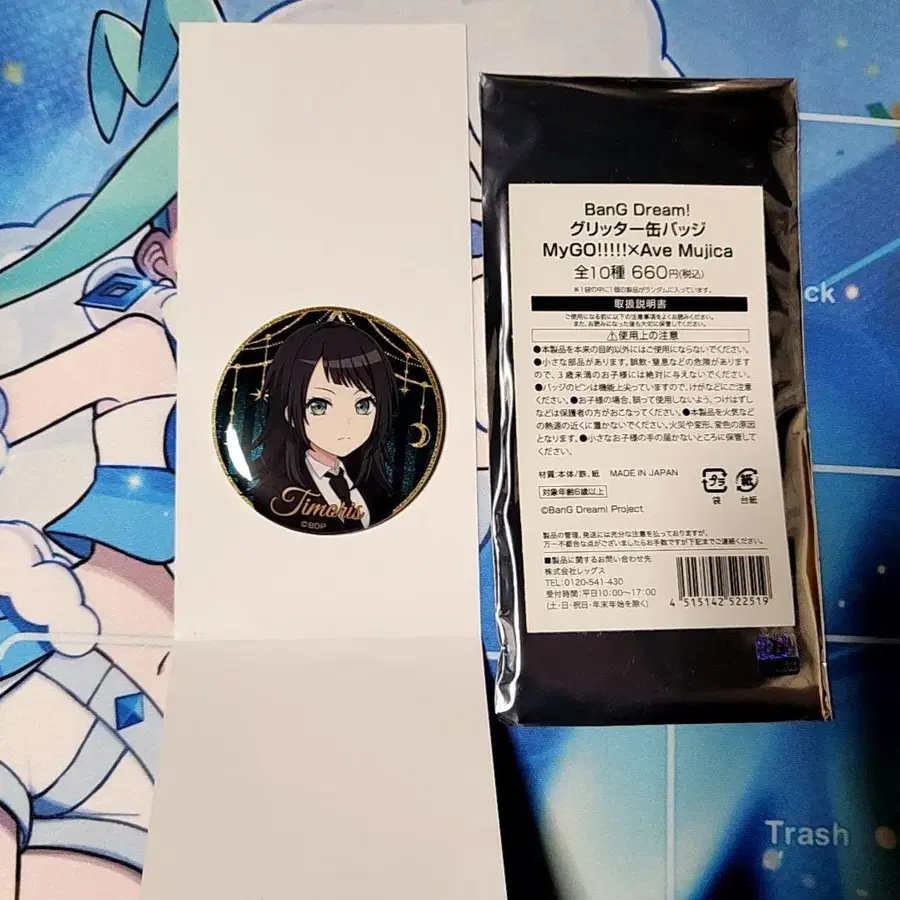 Timoris
©BDP
BanG Dream!
グリッター缶バッジ
MyGO!!!!!×Ave Mujica
全10種 660円(税込)
※1袋の中に1個の製品がランダムに入っています。
取扱説明書
ご使用になる前に以下の注意事項をよくお読みください。
また、お読みになった後も大切に保管してください。
⚠使用上の注意
●本製品を本来の目的以外にはご使用にならないでください。
●小さな部品があります。誤飲・窒息などの危険がありますので、3歳未満のお子様には絶対に与えないでください。
●バッジのピンは機能上尖っていますので、けがなどにご注意
ください。●お子様の場合、誤って使用しないよう、つけはずし
などは保護者の方がおこなってください。●本製品を火気など
の熱源の近くに置かないでください。火災や変形、変色の原因
となります。●小さなお子様の手の届かないところに保管して
ください。
材質:本体/鉄、紙 MADE IN JAPAN
プラ
袋
紙
台紙
対象年齢6歳以上
©BanG Dream! Project
製品の管理、発送には充分な注意を払っておりますが、
万一不都合な点がございましたらお手数ですが下記までご連絡ください。
■製品に関するお問い合わせ先
株式会社レッグス
TEL:0120-541-430
受付時間:平日10:00～17:00
(土・日・祝日・年末年始を除く)
4 515142 522519
ck
Trash